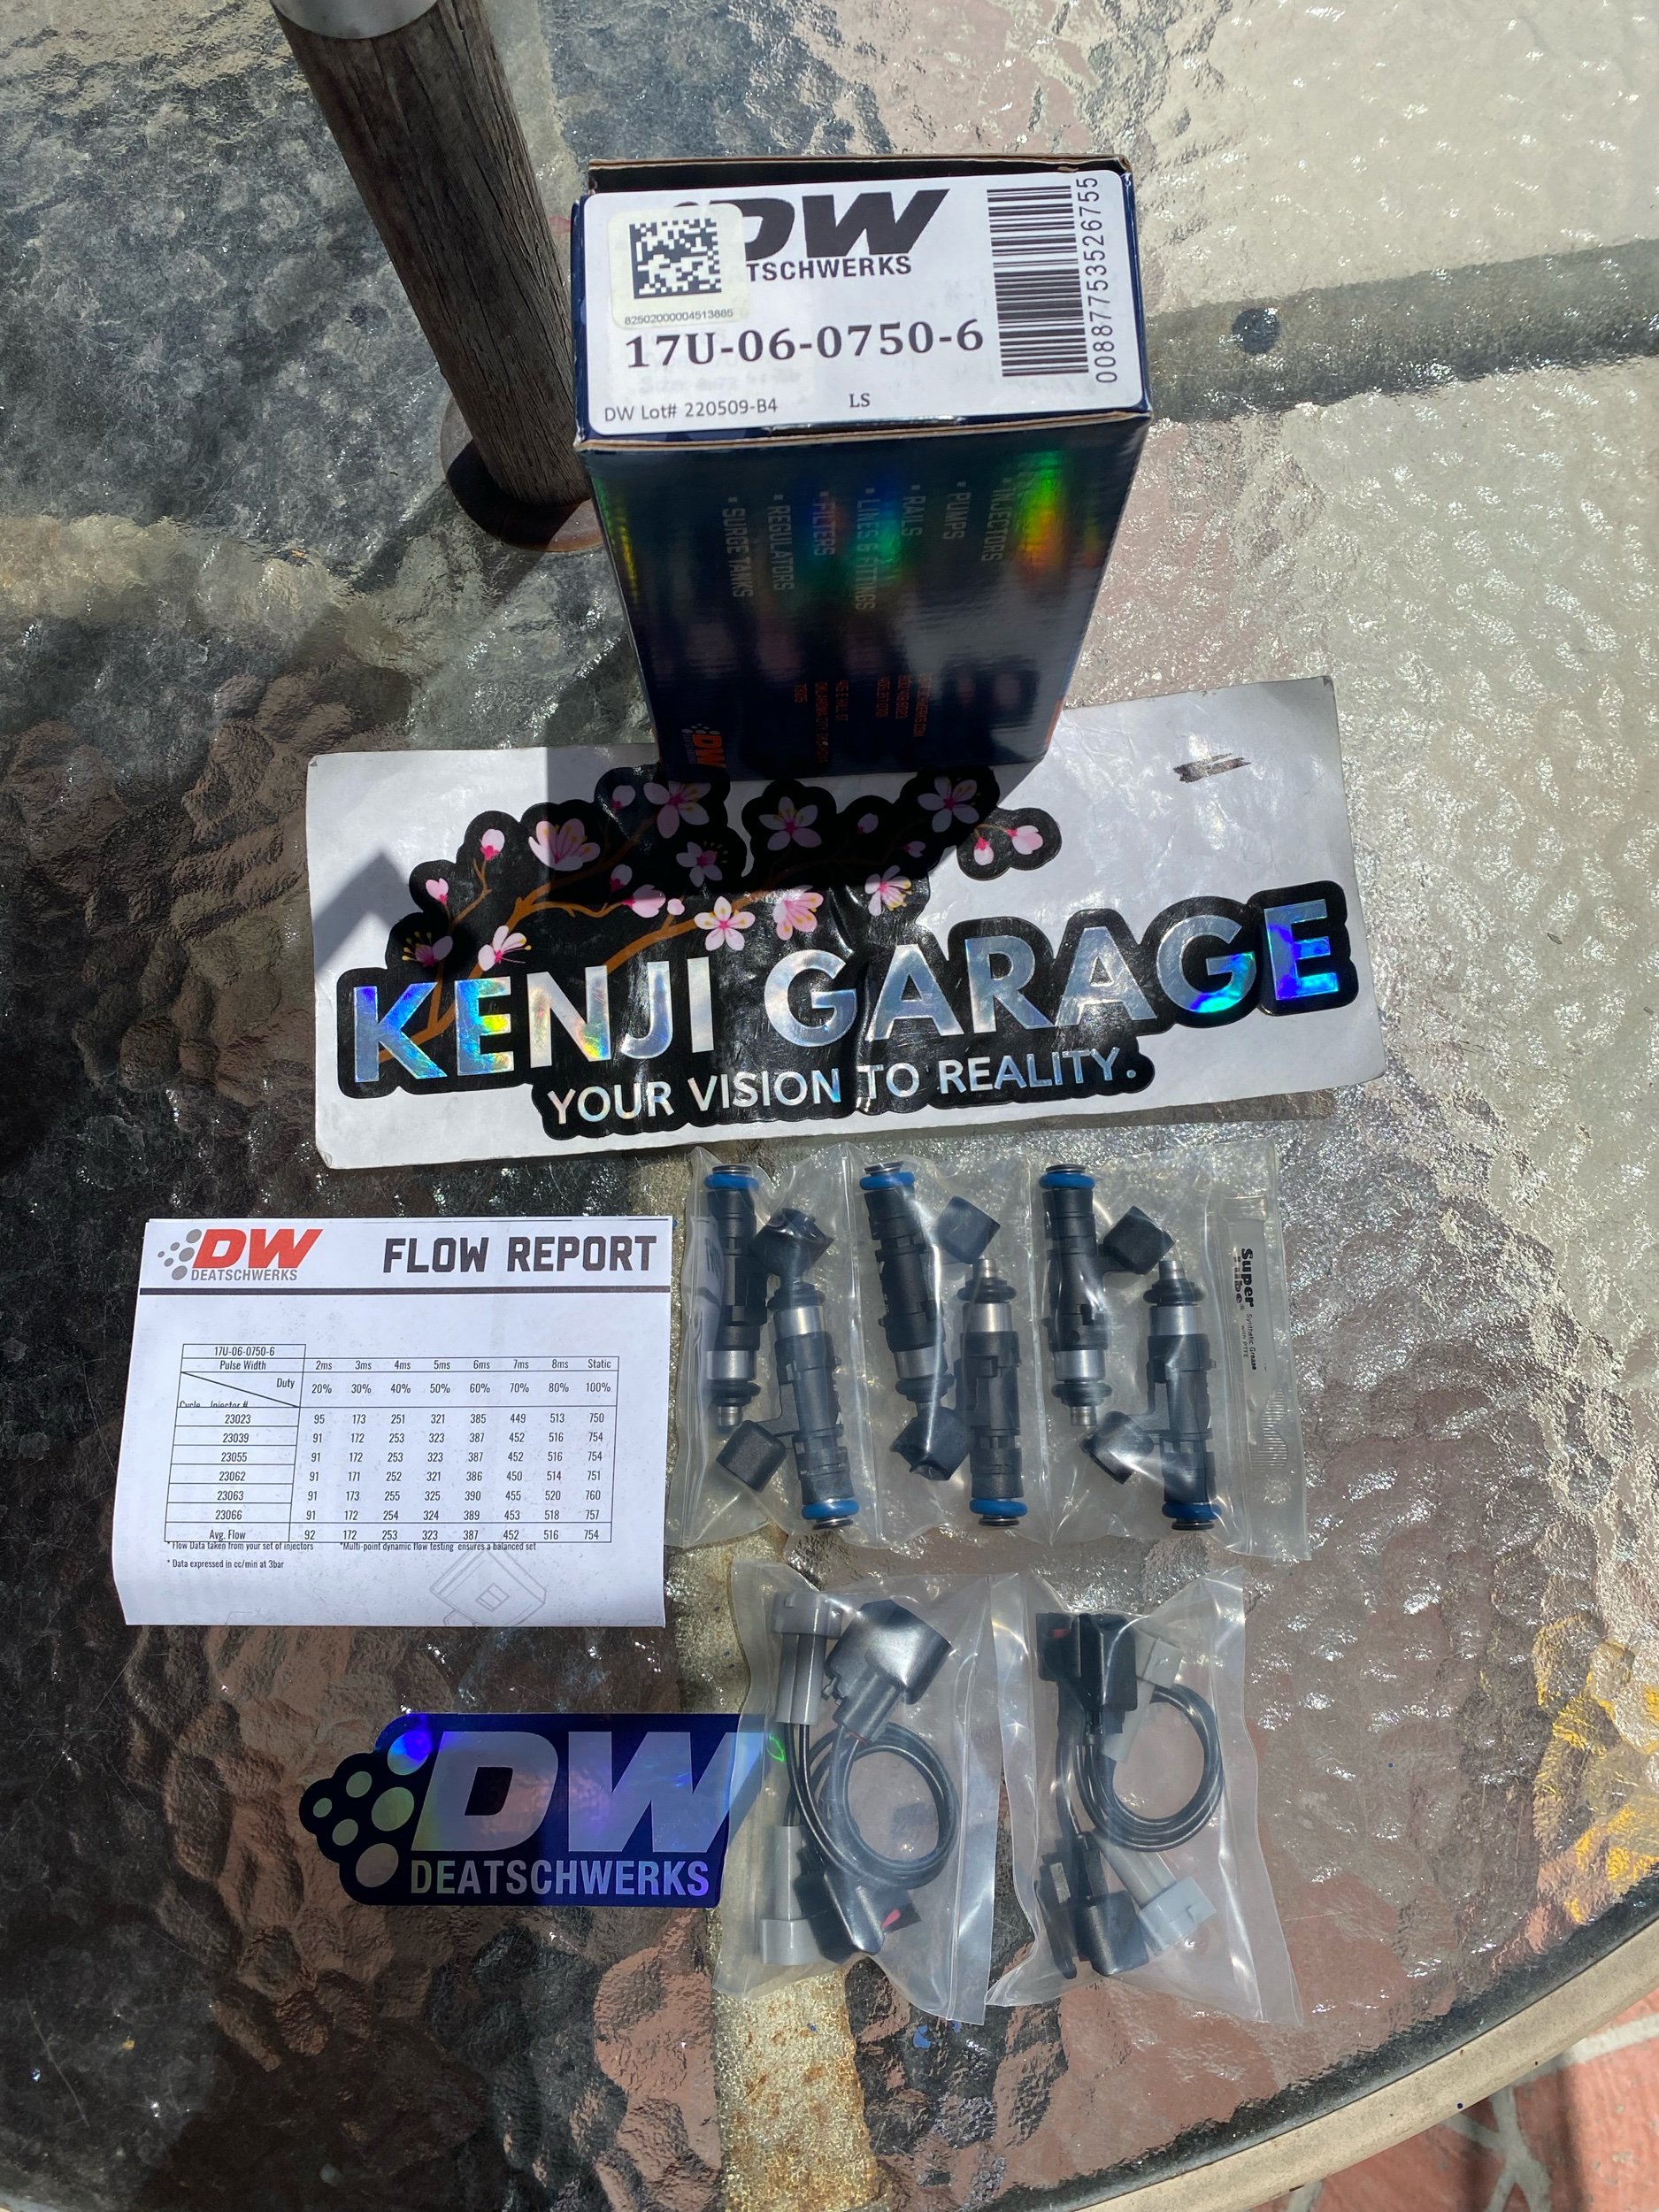 DW
TSCHWERKS
82502000004513885
17U-06-0750-6
DW Lot# 220509-B4 LS
00887753526755
• INJECTORS
• PUMPS
• RAILS
• LINES & FITTINGS
• FILTERS
• REGULATORS
• SURGE TANKS
DW
KENJI GARAGE
YOUR VISION TO REALITY.
DW
DEATSCHWERKS
FLOW REPORT
17U-06-0750-6
Pulse Width 2ms 3ms 4ms 5ms 6ms 7ms 8ms Static
Duty 20% 30% 40% 50% 60% 70% 80% 100%
Cycle Injector #
23023 95 173 251 321 385 449 513 750
23039 91 172 253 323 387 452 516 754
23055 91 172 253 323 387 452 516 754
23062 91 171 252 321 386 450 514 751
23063 91 173 255 325 390 455 520 760
23066 91 172 254 324 389 453 518 757
Avg. Flow 92 172 253 323 387 452 516 754
* Flow Data taken from your set of injectors *Multi-point dynamic flow testing ensures a balanced set
* Data expressed in cc/min at 3bar
Super
Lube
Synthetic Grease
with PTFE
DW
DEATSCHWERKS